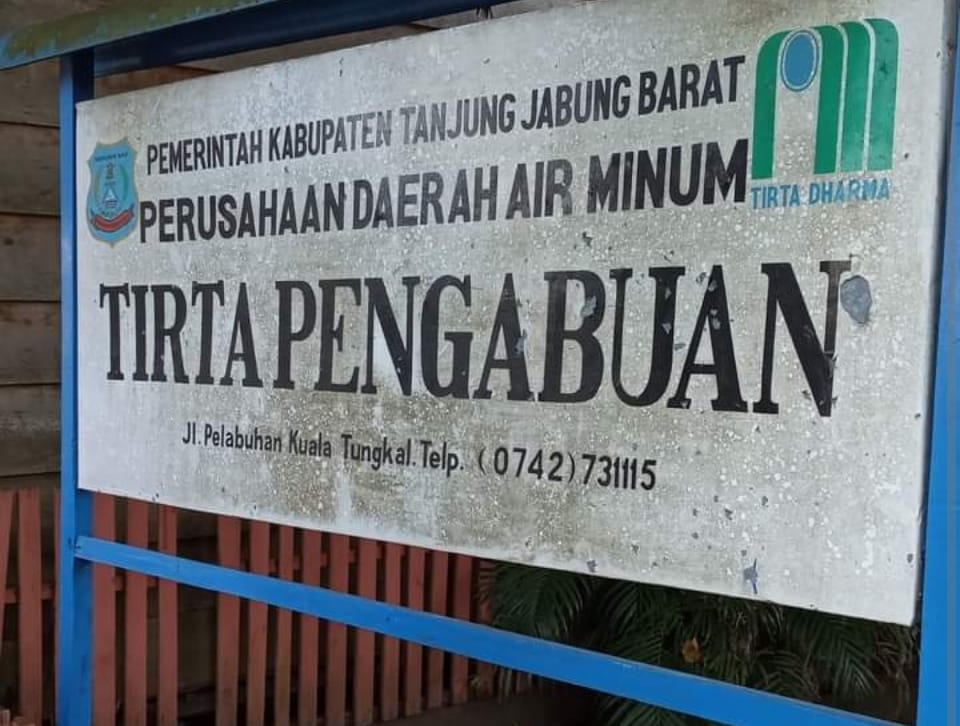 PEMERINTAH KABUPATEN TANJUNG JABUNG BARAT
PERUSAHAAN DAERAH AIR MINUM
TIRTA DHARMA
TIRTA PENGABUAN
Jl. Pelabuhan Kuala Tungkal. Telp. (0742) 731115